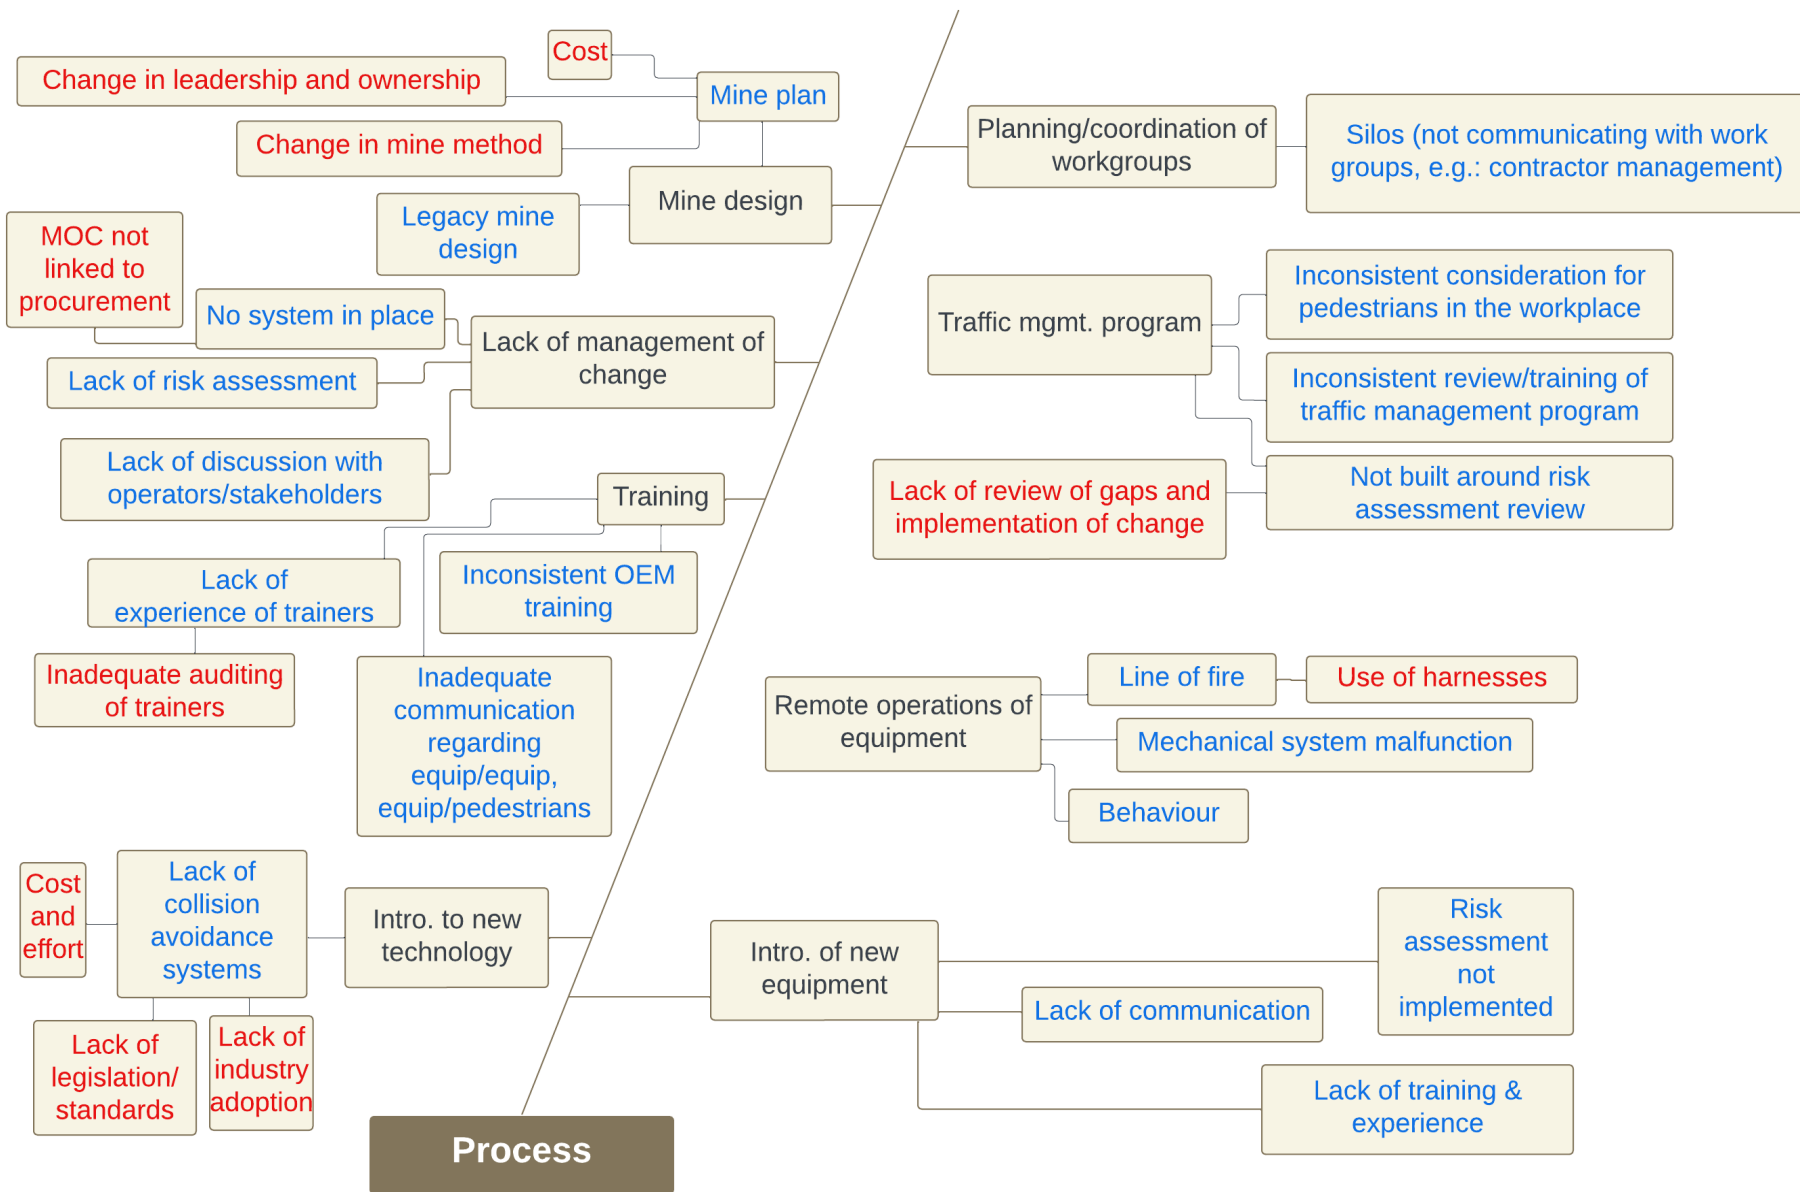 Cost
Change in leadership and ownership
Mine plan
Change in mine method
Mine design
Legacy mine
design
MOC not
linked to
procurement
No system in place
Lack of management of
change
Lack of risk assessment
Lack of discussion with
operators/stakeholders
Training
Lack of
experience of trainers
Inconsistent OEM
training
Inadequate auditing
of trainers
Inadequate
communication
regarding
equip/equip,
equip/pedestrians
Cost
and
effort
Lack of
collision
avoidance
systems
Intro. to new
technology
Lack of
legislation/
standards
Lack of
industry
adoption
Planning/coordination of
workgroups
Silos (not communicating with work
groups, e.g.: contractor management)
Traffic mgmt. program
Inconsistent consideration for
pedestrians in the workplace
Inconsistent review/training of
traffic management program
Not built around risk
assessment review
Lack of review of gaps and
implementation of change
Remote operations of
equipment
Line of fire
Use of harnesses
Mechanical system malfunction
Behaviour
Intro. of new
equipment
Risk
assessment
not
implemented
Lack of communication
Lack of training &
experience
Process